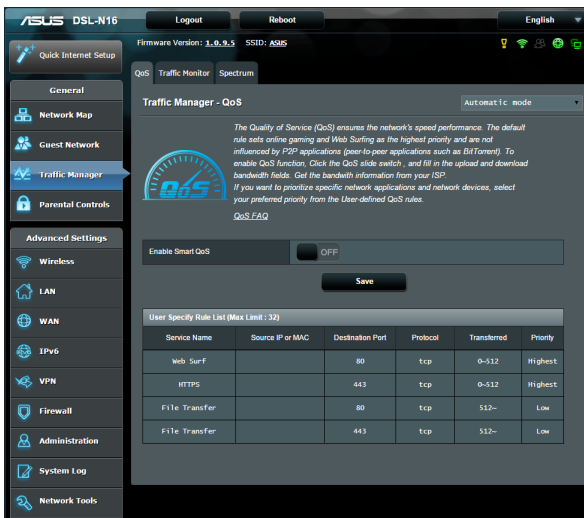 ASUS DSL-N16
Logout
Reboot
English
Quick Internet Setup
Firmware Version: 1.0.9.5 SSID: ASUS
General
Network Map
Guest Network
Traffic Manager
Parental Controls
Advanced Settings
Wireless
LAN
WAN
IPv6
VPN
Firewall
Administration
System Log
Network Tools
QoS Traffic Monitor Spectrum
Traffic Manager - QoS
Automatic mode
QoS
The Quality of Service (QoS) ensures the network's speed performance. The default
rule sets online gaming and Web Surfing as the highest priority and are not
influenced by P2P applications (peer-to-peer applications such as BitTorrent). To
enable QoS function, Click the QoS slide switch , and fill in the upload and download
bandwidth fields. Get the bandwith information from your ISP.
If you want to prioritize specific network applications and network devices, select
your preferred priority from the User-defined QoS rules.
QoS FAQ
Enable Smart QoS
OFF
Save
User Specify Rule List (Max Limit : 32)
Service Name Source IP or MAC Destination Port Protocol Transferred Priority
Web Surf 80 tcp 0~512 Highest
HTTPS 443 tcp 0~512 Highest
File Transfer 80 tcp 512~ Low
File Transfer 443 tcp 512~ Low